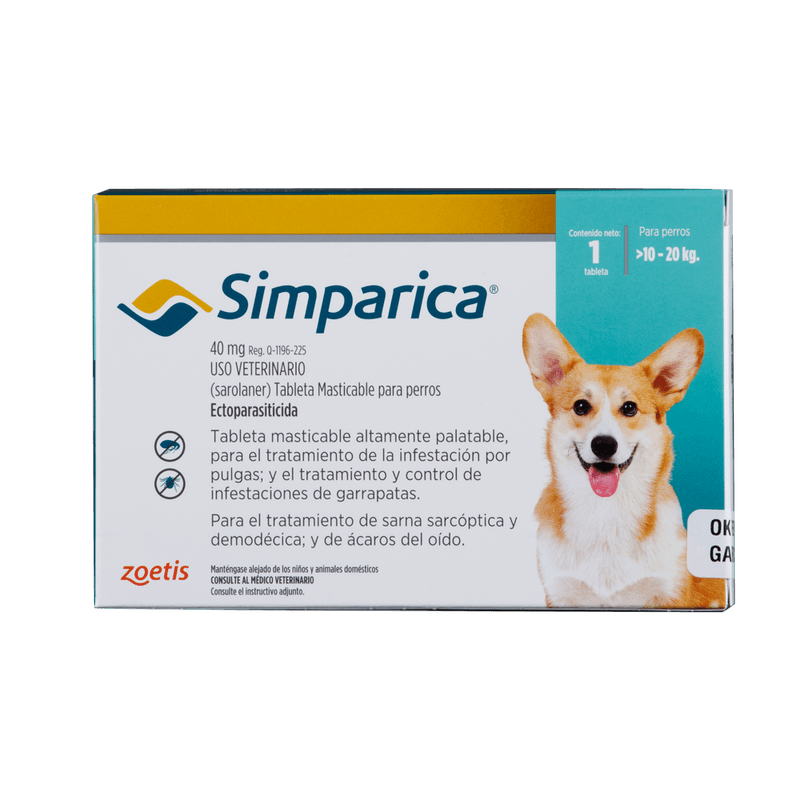 Contenido neto:
1
tableta
Para perros
>10 - 20 kg.
Simparica®
40 mg Reg. Q-1196-225
USO VETERINARIO
(sarolaner) Tableta Masticable para perros
Ectoparasiticida
Tableta masticable altamente palatable,
para el tratamiento de la infestación por
pulgas; y el tratamiento y control de
infestaciones de garrapatas.
Para el tratamiento de sarna sarcóptica y
demodécica; y de ácaros del oído.
zoetis
Manténgase alejado de los niños y animales domésticos
CONSULTE AL MÉDICO VETERINARIO
Consulte el instructivo adjunto.